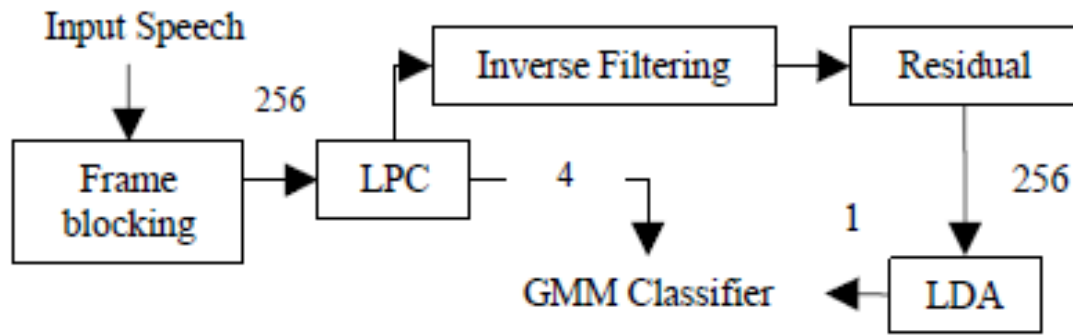 Input Speech
Inverse Filtering
Residual
256
Frame
blocking
LPC
4
256
1
GMM Classifier
LDA